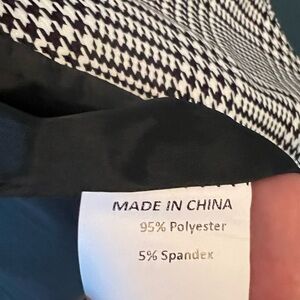 MADE IN CHINA
95% Polyester
5% Spandex